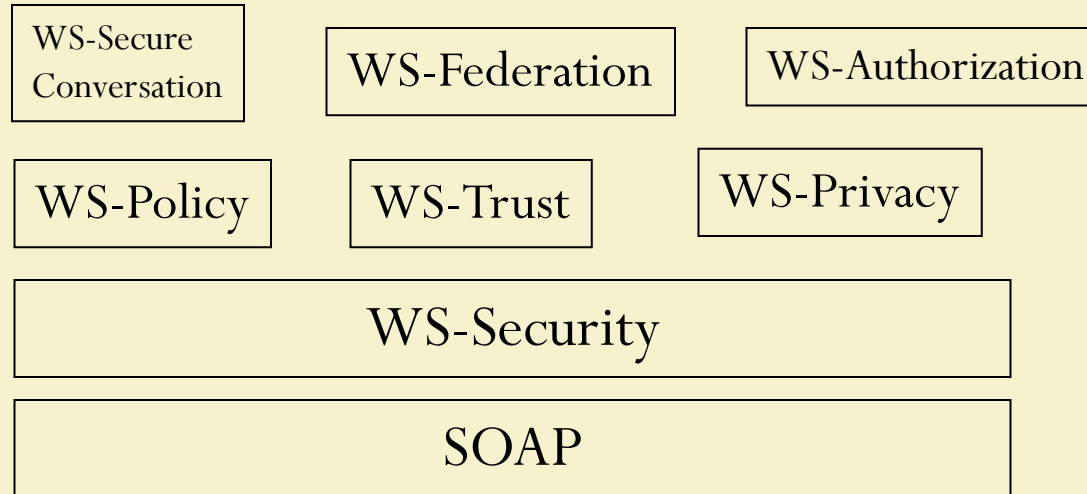 WS-Secure
Conversation
WS-Federation
WS-Authorization
WS-Policy
WS-Trust
WS-Privacy
WS-Security
SOAP